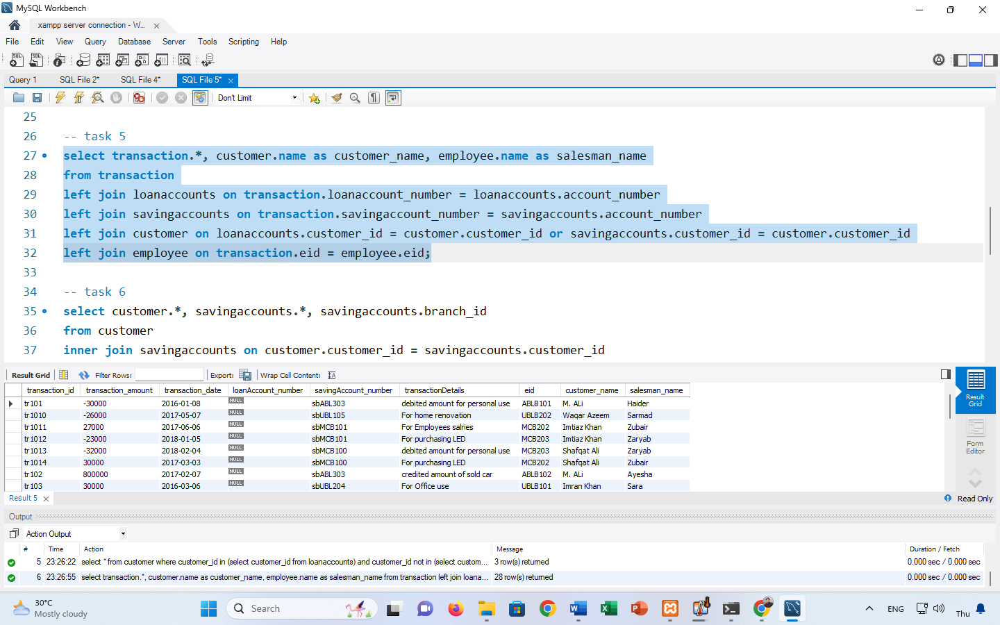 MySQL Workbench
xampp server connection - W...
File Edit View Query Database Server Tools Scripting Help
Query 1 SQL File 2* SQL File 4* SQL File 5*
Don't Limit
25
26 -- task 5
27 select transaction.*, customer.name as customer_name, employee.name as salesman_name
28 from transaction
29 left join loanaccounts on transaction.loanaccount_number = loanaccounts.account_number
30 left join savingaccounts on transaction.savingaccount_number = savingaccounts.account_number
31 left join customer on loanaccounts.customer_id = customer.customer_id or savingaccounts.customer_id = customer.customer_id
32 left join employee on transaction.eid = employee.eid;
33
34 -- task 6
35 select customer.*, savingaccounts.*, savingaccounts.branch_id
36 from customer
37 inner join savingaccounts on customer.customer_id = savingaccounts.customer_id
Result Grid Filter Rows: Export: Wrap Cell Content: IA
transaction_id transaction_amount transaction_date loanAccount_number savingAccount_number transactionDetails eid customer_name salesman_name
tr101 -30000 2016-01-08 NULL sbABL303 debited amount for personal use ABLB101 M. ALi Haider
tr1010 -26000 2017-05-07 NULL sbUBL105 For home renovation UBLB202 Waqar Azeem Sarmad
tr1011 27000 2017-06-06 NULL sbMCB101 For Employees salries MCB202 Imtiaz Khan Zubair
tr1012 -23000 2018-01-05 NULL sbMCB101 For purchasing LED MCB203 Imtiaz Khan Zaryab
tr1013 -32000 2018-02-04 NULL sbMCB100 debited amount for personal use MCB203 Shafqat Ali Zaryab
tr1014 30000 2017-03-03 NULL sbMCB100 For purchasing LED MCB202 Shafqat Ali Zubair
tr102 800000 2017-02-07 NULL sbABL303 credited amount of sold car ABLB102 M. ALi Ayesha
tr103 30000 2016-03-06 NULL sbUBL204 For Office use UBLB101 Imran Khan Sara
Result Grid
Form Editor
Result 5
Read Only
Output
Action Output
# Time Action Message Duration / Fetch
5 23:26:22 select * from customer where customer_id in (select customer_id from loanaccounts) and customer_id not in (select custom... 3 row(s) returned 0.000 sec / 0.000 sec
6 23:26:55 select transaction.*, customer.name as customer_name, employee.name as salesman_name from transaction left join loana... 28 row(s) returned 0.000 sec / 0.000 sec
30°C
Mostly cloudy
Search
ENG
Thu